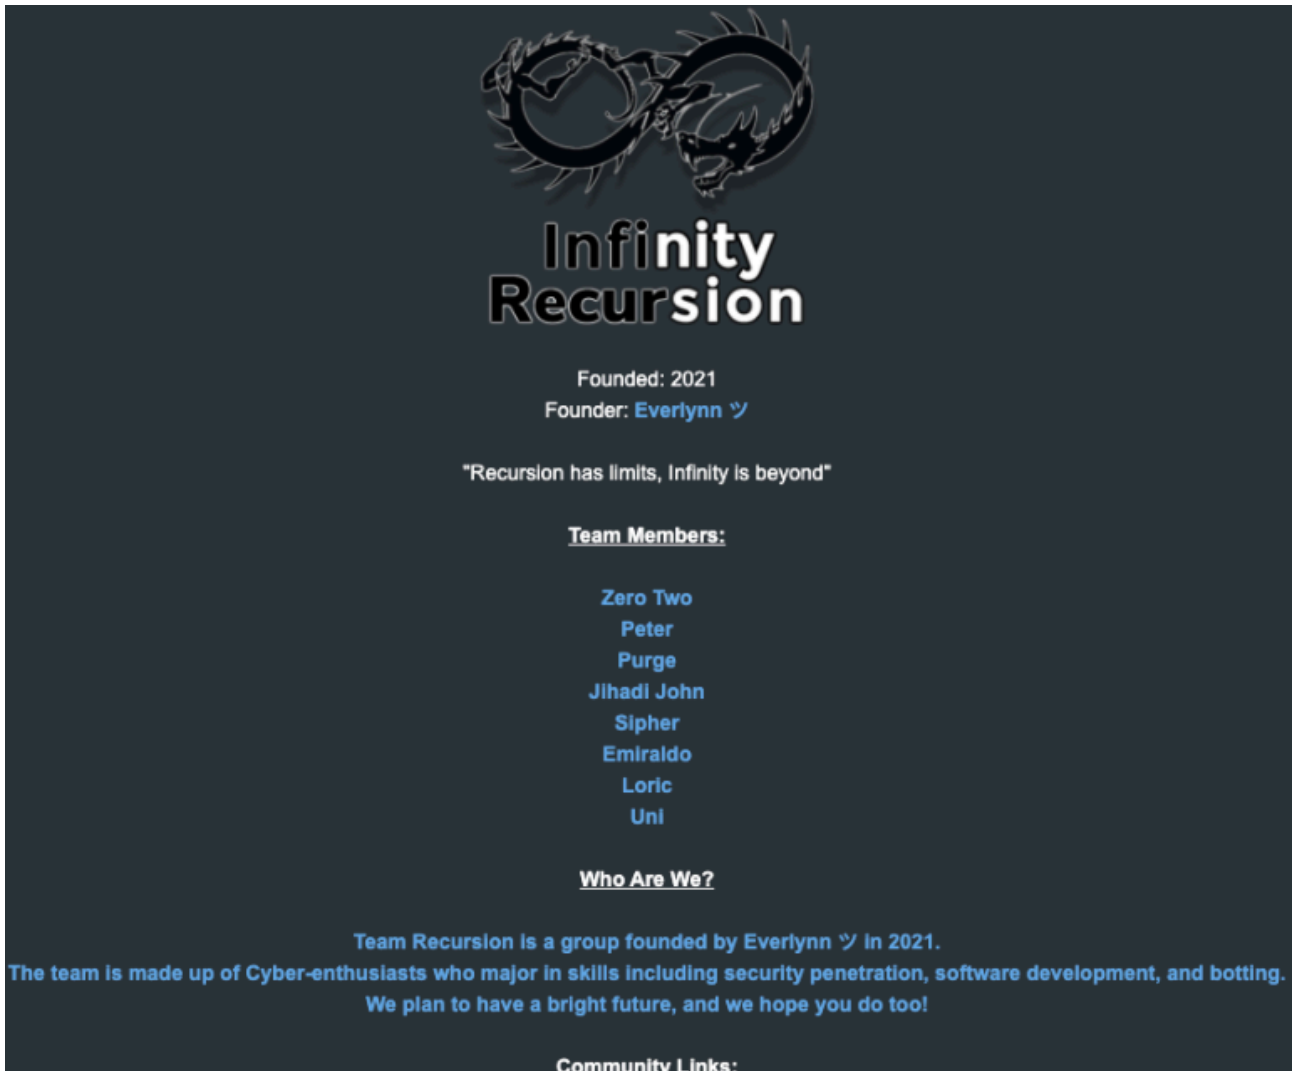 Infinity
Recursion
Founded: 2021
Founder: Everlynn ツ
"Recursion has limits, Infinity is beyond"
Team Members:
Zero Two
Peter
Purge
Jihadi John
Sipher
Emiraldo
Loric
Uni
Who Are We?
Team Recursion is a group founded by Everlynn ツ in 2021.
The team is made up of Cyber-enthusiasts who major in skills including security penetration, software development, and botting.
We plan to have a bright future, and we hope you do too!
Community Links: